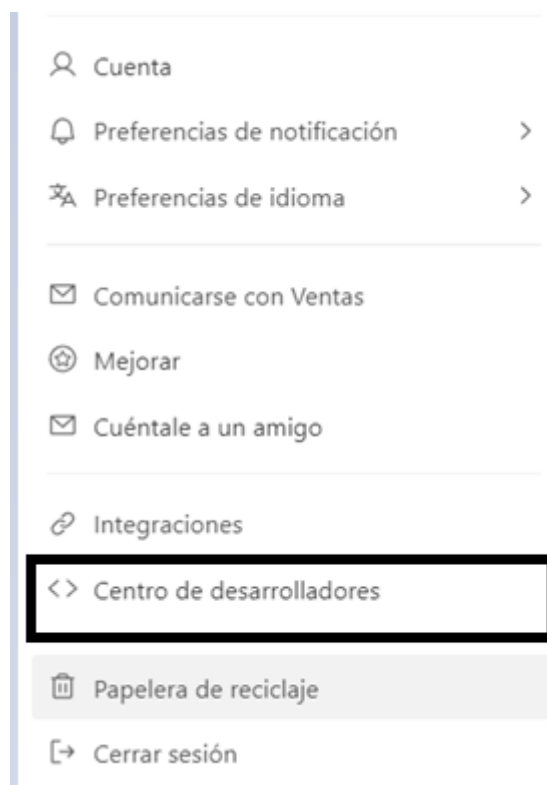 Cuenta
Preferencias de notificación
Preferencias de idioma
Comunicarse con Ventas
Mejorar
Cuéntale a un amigo
Integraciones
Centro de desarrolladores
Papelera de reciclaje
Cerrar sesión